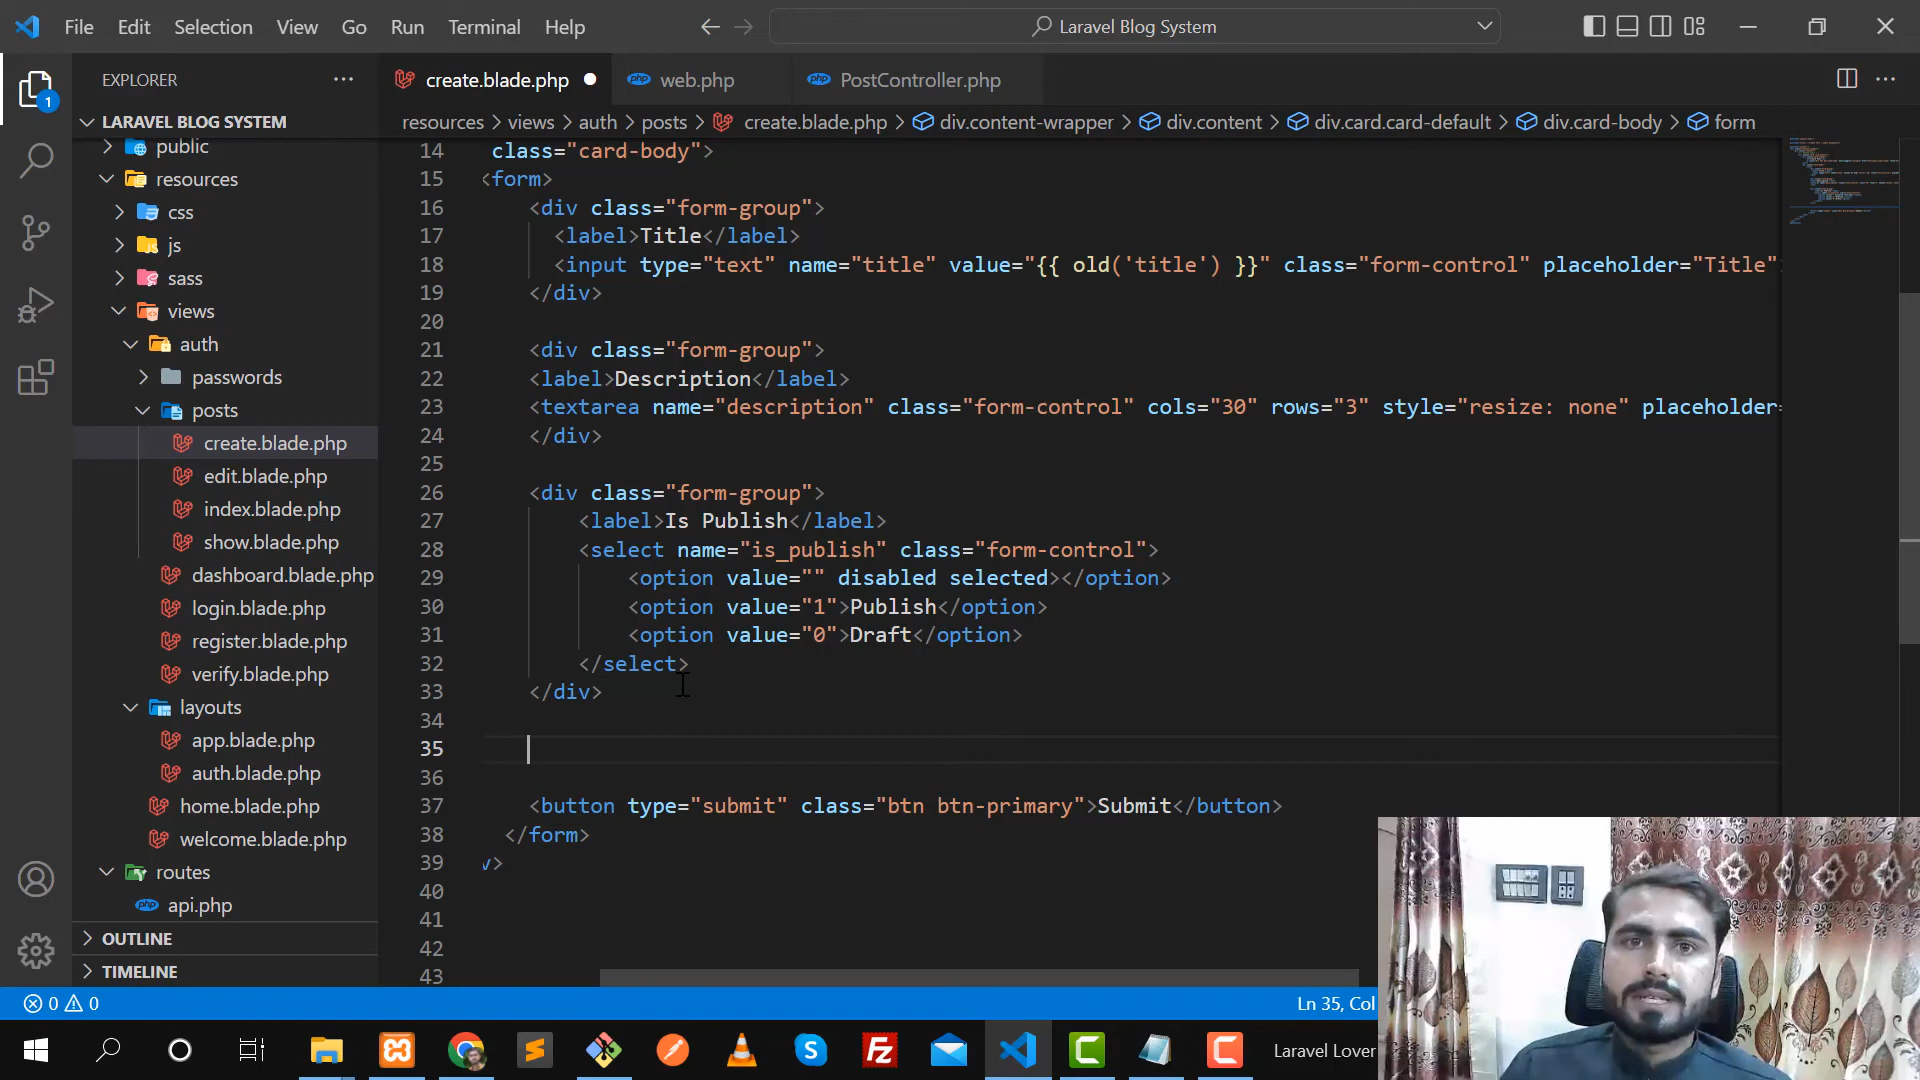 File Edit Selection View Go Run Terminal Help
Laravel Blog System
EXPLORER
LARAVEL BLOG SYSTEM
public
resources
css
js
sass
views
auth
passwords
posts
create.blade.php
edit.blade.php
index.blade.php
show.blade.php
dashboard.blade.php
login.blade.php
register.blade.php
verify.blade.php
layouts
app.blade.php
auth.blade.php
home.blade.php
welcome.blade.php
routes
api.php
OUTLINE
TIMELINE
create.blade.php web.php PostController.php
resources > views > auth > posts > create.blade.php > div.content-wrapper > div.content > div.card.card-default > div.card-body > form
14 class="card-body">
15 <form>
16 <div class="form-group">
17 <label>Title</label>
18 <input type="text" name="title" value="{{ old('title') }}" class="form-control" placeholder="Title"
19 </div>
20
21 <div class="form-group">
22 <label>Description</label>
23 <textarea name="description" class="form-control" cols="30" rows="3" style="resize: none" placeholder=
24 </div>
25
26 <div class="form-group">
27 <label>Is Publish</label>
28 <select name="is_publish" class="form-control">
29 <option value="" disabled selected></option>
30 <option value="1">Publish</option>
31 <option value="0">Draft</option>
32 </select>
33 </div>
34
35
36
37 <button type="submit" class="btn btn-primary">Submit</button>
38 </form>
39 v>
40
41
42
43
0 0
Ln 35, Col
Laravel Lover